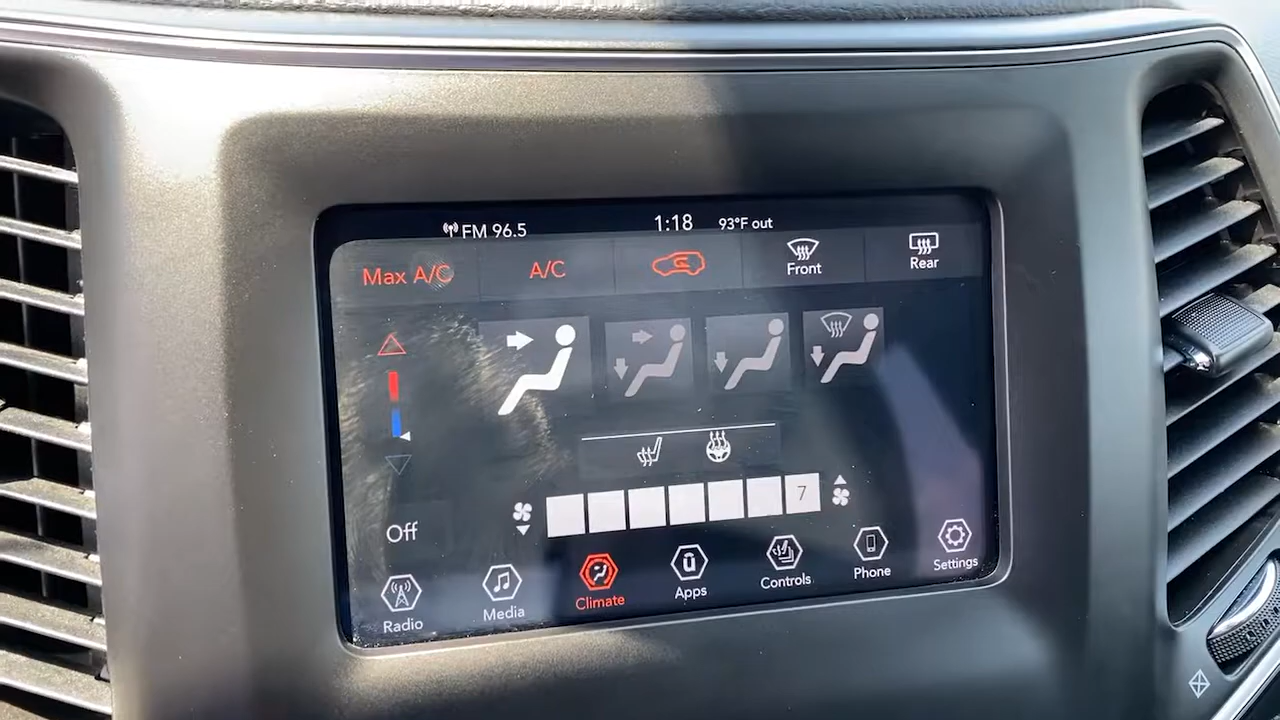 FM 96.5 1:18 93°F out
Max A/C A/C Front Rear
7
Off
Radio Media Climate Apps Controls Phone Settings